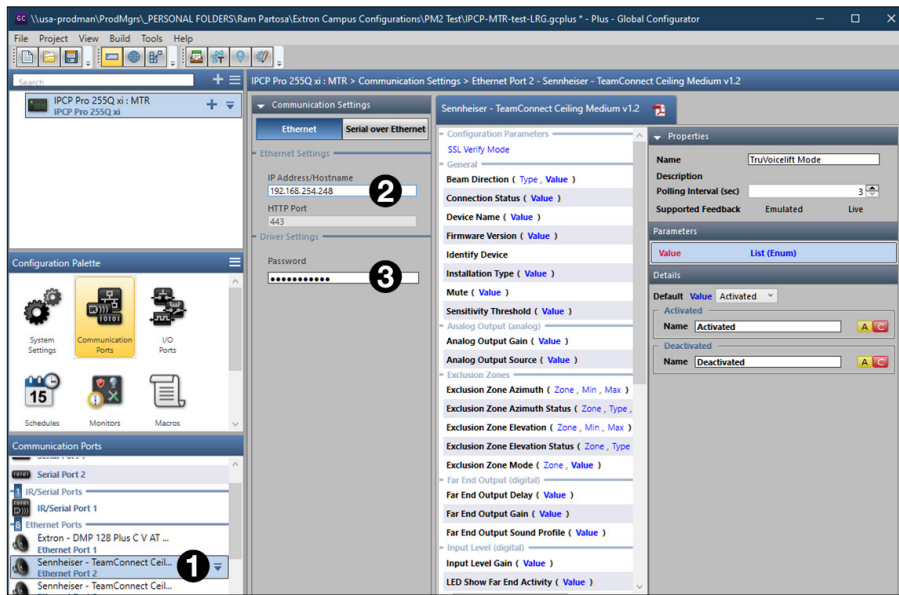 GC \\usa-prodman\ProdMgrs\_PERSONAL FOLDERS\Ram Partosa\Extron Campus Configurations\PM2 Test\IPCP-MTR-test-LRG.gcplus * - Plus - Global Configurator
File Project View Build Tools Help
Search
IPCP Pro 255Q xi : MTR
IPCP Pro 255Q xi
Configuration Palette
System Settings
Communication Ports
I/O Ports
15
Schedules
Monitors
Macros
Communication Ports
Serial Port 2
1 IR/Serial Ports
IR/Serial Port 1
8 Ethernet Ports
Extron - DMP 128 Plus C V AT ...
Ethernet Port 1
Sennheiser - TeamConnect Ceil...
Ethernet Port 2
1
Sennheiser - TeamConnect Ceil...
IPCP Pro 255Q xi : MTR > Communication Settings > Ethernet Port 2 - Sennheiser - TeamConnect Ceiling Medium v1.2
Communication Settings
Ethernet
Serial over Ethernet
Ethernet Settings
IP Address/Hostname
192.168.254.248
2
HTTP Port
443
Driver Settings
Password
3
Sennheiser - TeamConnect Ceiling Medium v1.2
Configuration Parameters
SSL Verify Mode
General
Beam Direction ( Type , Value )
Connection Status ( Value )
Device Name ( Value )
Firmware Version ( Value )
Identify Device
Installation Type ( Value )
Mute ( Value )
Sensitivity Threshold ( Value )
Analog Output (analog)
Analog Output Gain ( Value )
Analog Output Source ( Value )
Exclusion Zones
Exclusion Zone Azimuth ( Zone , Min , Max )
Exclusion Zone Azimuth Status ( Zone , Type ,
Exclusion Zone Elevation ( Zone , Min , Max )
Exclusion Zone Elevation Status ( Zone , Type
Exclusion Zone Mode ( Zone , Value )
Far End Output (digital)
Far End Output Delay ( Value )
Far End Output Gain ( Value )
Far End Output Sound Profile ( Value )
Input Level (digital)
Input Level Gain ( Value )
LED Show Far End Activity ( Value )
Properties
Name TruVoicelift Mode
Description
Polling Interval (sec) 3
Supported Feedback Emulated Live
Parameters
Value List (Enum)
Details
Default Value Activated
Activated
Name Activated A C
Deactivated
Name Deactivated A C